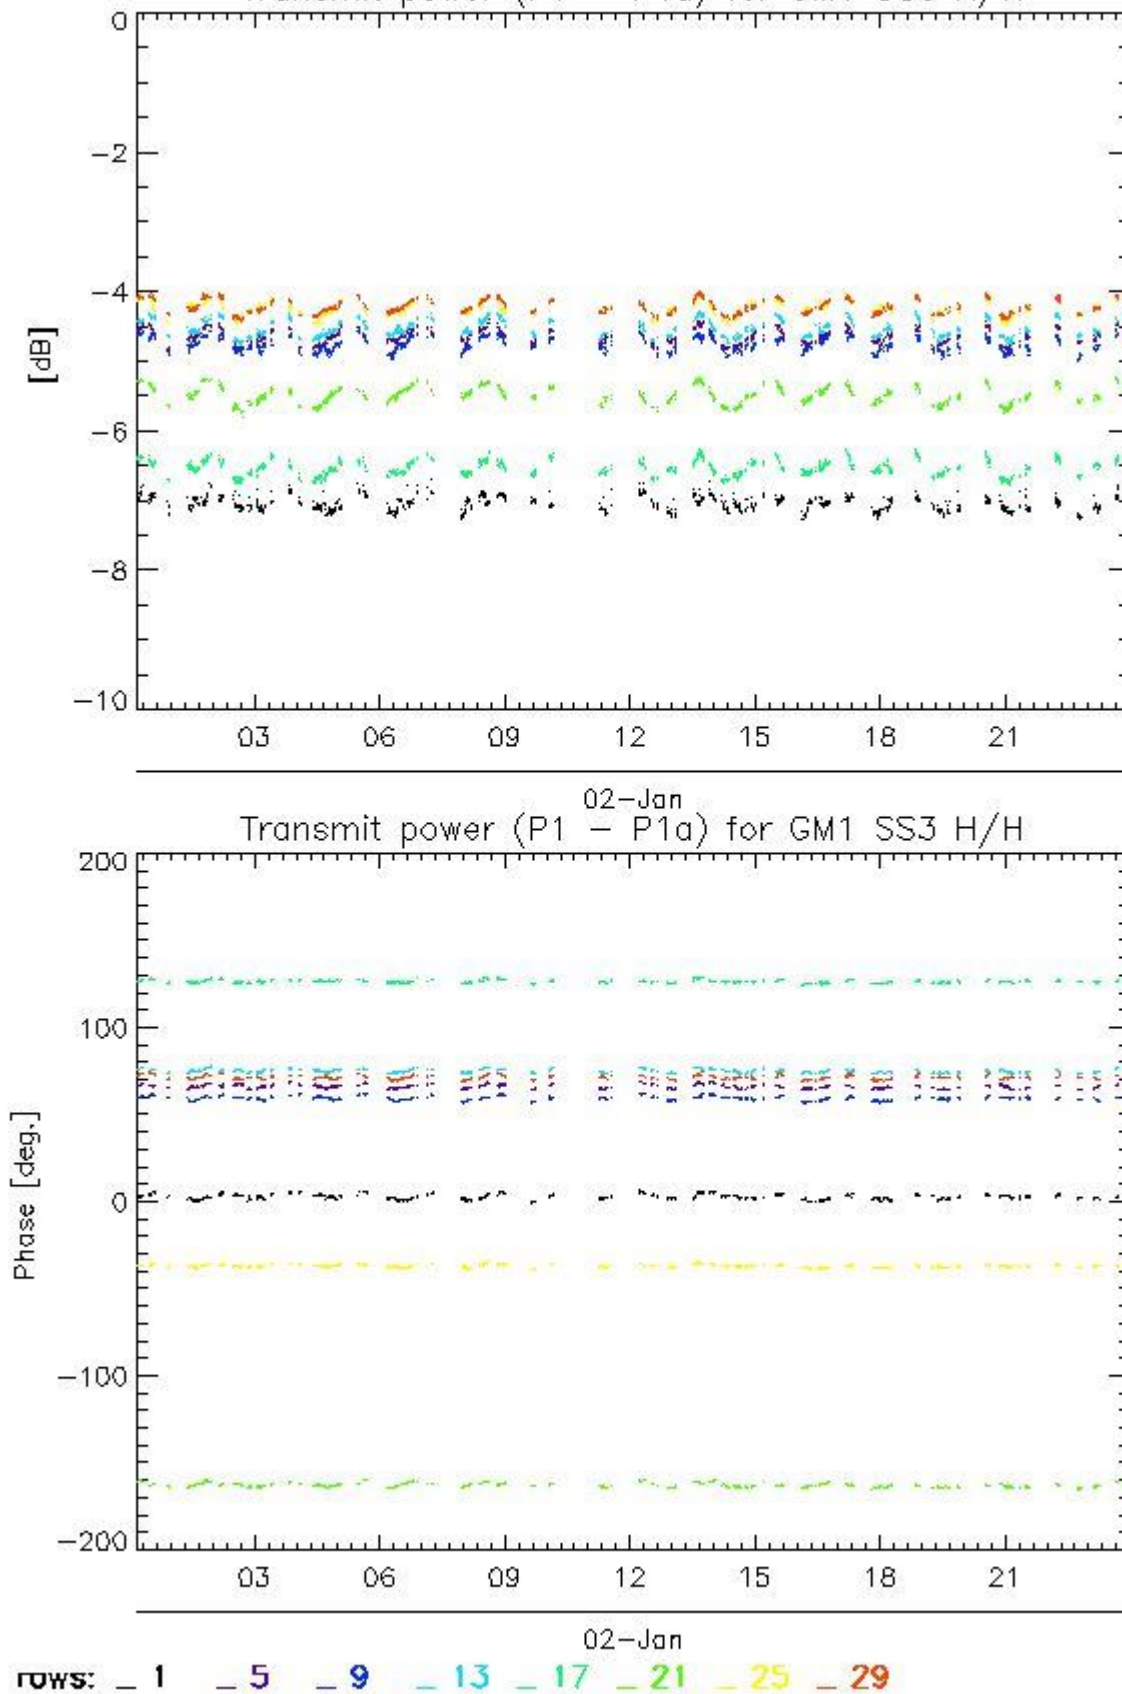 0
−2
−4
[dB]
−6
−8
−10
03 06 09 12 15 18 21
02−Jan
Transmit power (P1 − P1a) for GM1 SS3 H/H
200
100
Phase [deg.]
0
−100
−200
03 06 09 12 15 18 21
02−Jan
rows: _ 1 _ 5 _ 9 _ 13 _ 17 _ 21 _ 25 _ 29